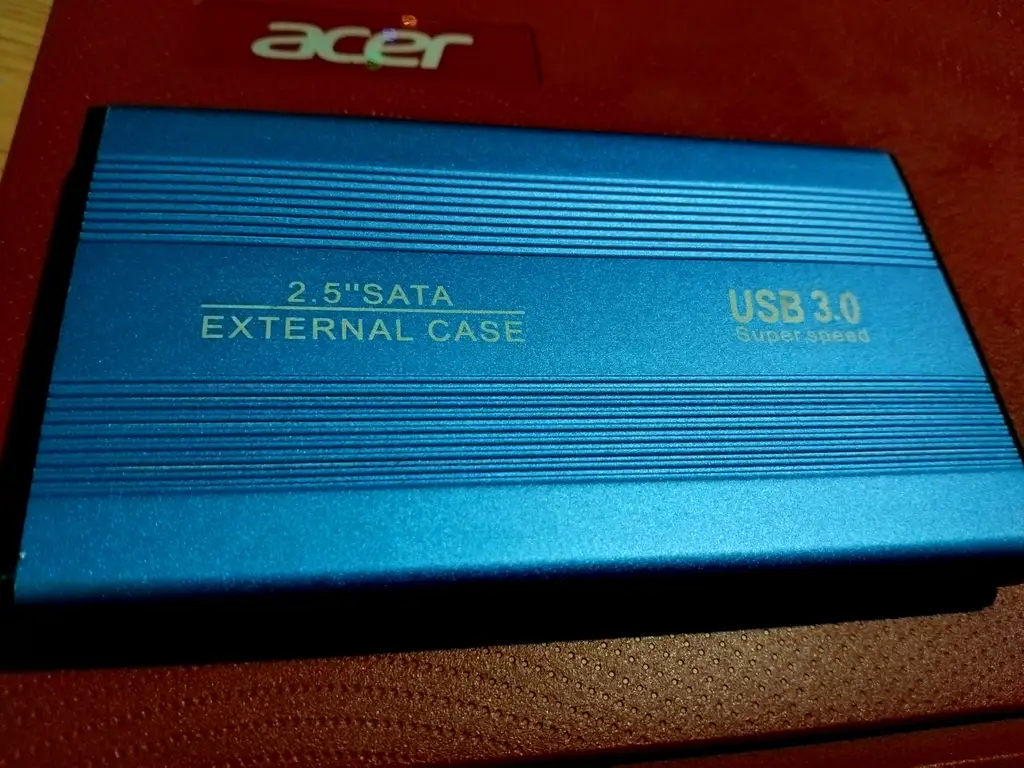 acer
2.5"SATA
EXTERNAL CASE
USB 3.0
Super speed